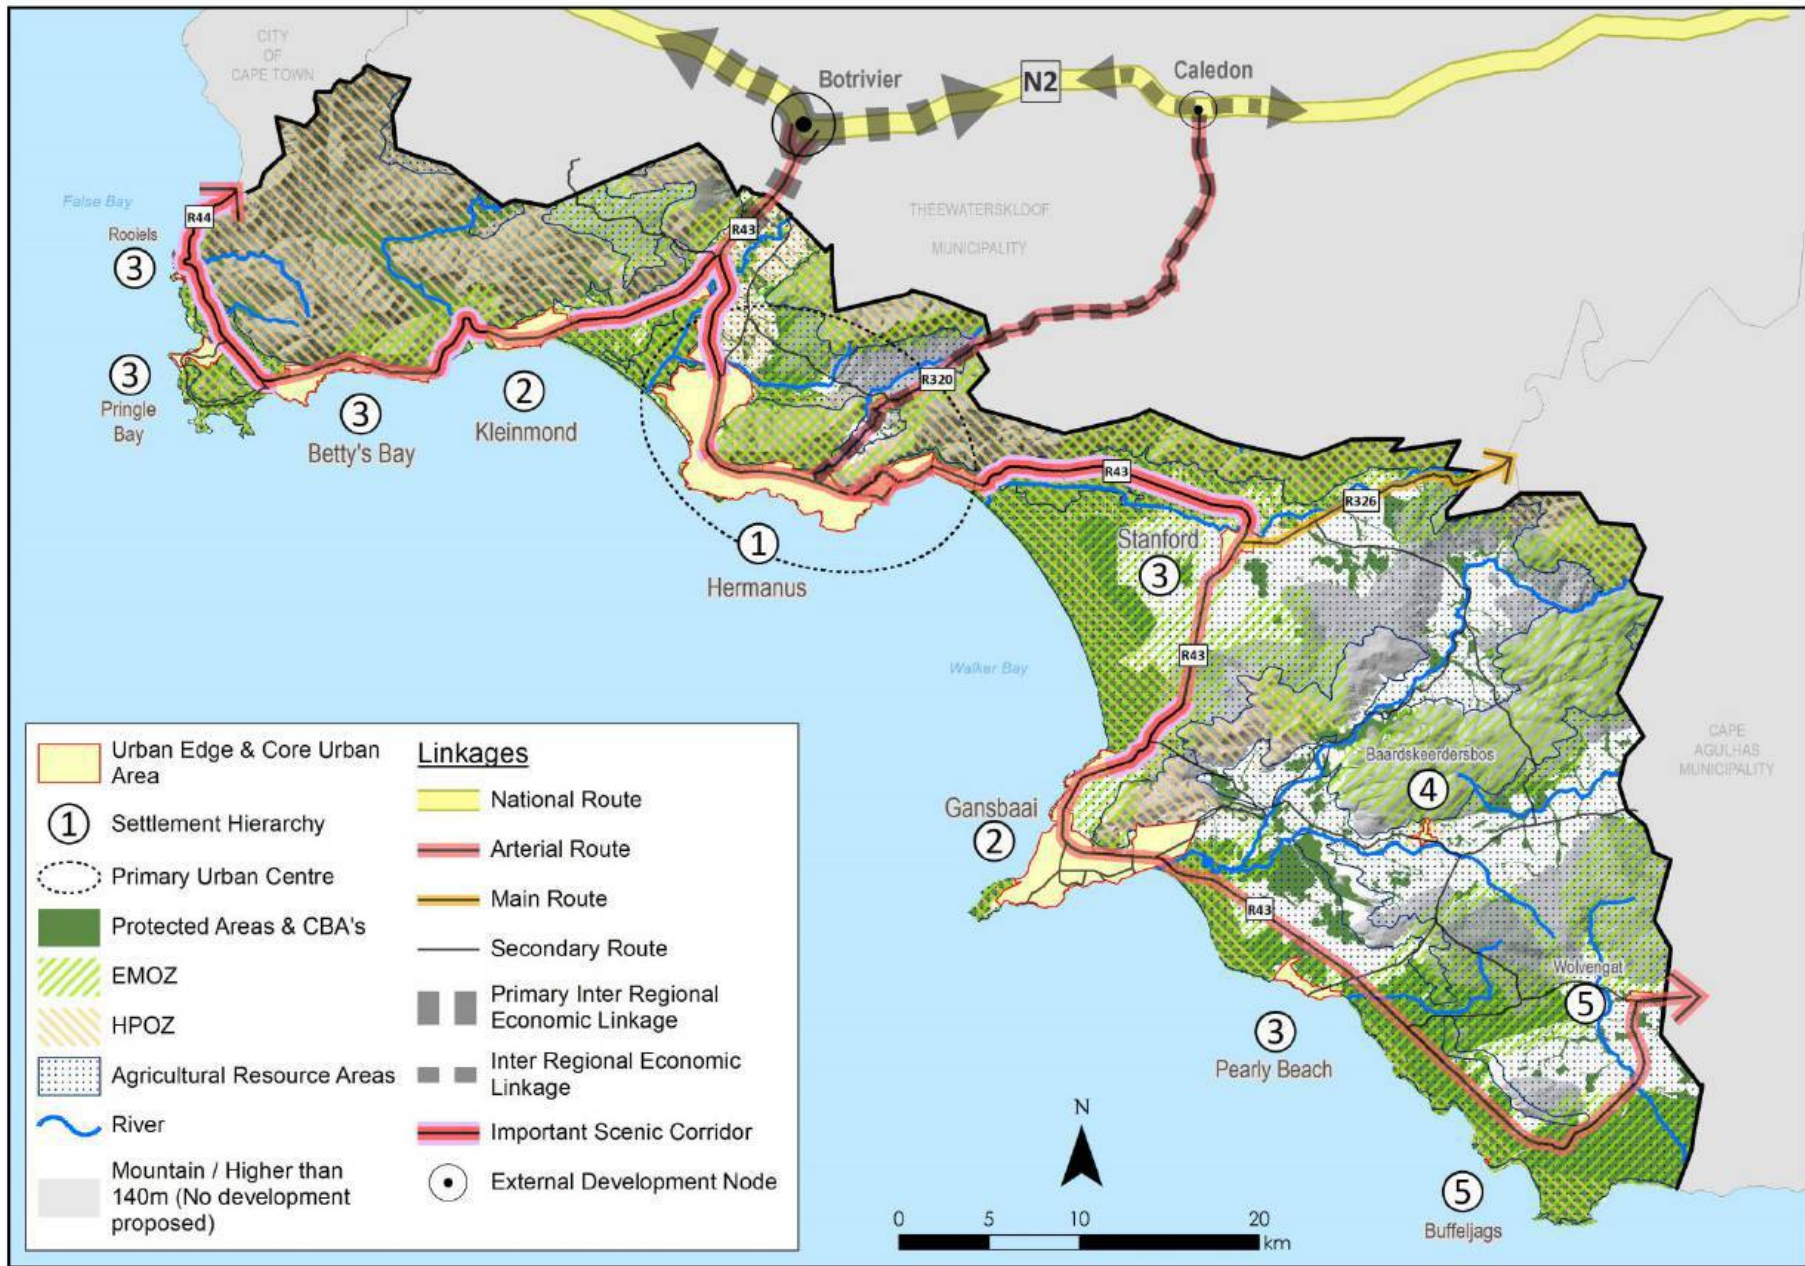 CITY
OF
CAPE TOWN
Botrivier
N2
Caledon
False Bay
R44
Rooiels
3
R43
THEEWATERSKLOOF
MUNICIPALITY
3
Pringle
Bay
3
Betty's Bay
2
Kleinmond
R320
R43
R326
1
Hermanus
Stanford
3
R43
Walker Bay
CAPE
AGULHAS
MUNICIPALITY
Baardskeerdersbos
4
Gansbaai
2
R43
Wolvengat
5
3
Pearly Beach
5
Buffeljags
Urban Edge & Core Urban
Area
1 Settlement Hierarchy
Primary Urban Centre
Protected Areas & CBA's
EMOZ
HPOZ
Agricultural Resource Areas
River
Mountain / Higher than
140m (No development
proposed)
Linkages
National Route
Arterial Route
Main Route
Secondary Route
Primary Inter Regional
Economic Linkage
Inter Regional Economic
Linkage
Important Scenic Corridor
External Development Node
N
0 5 10 20
km